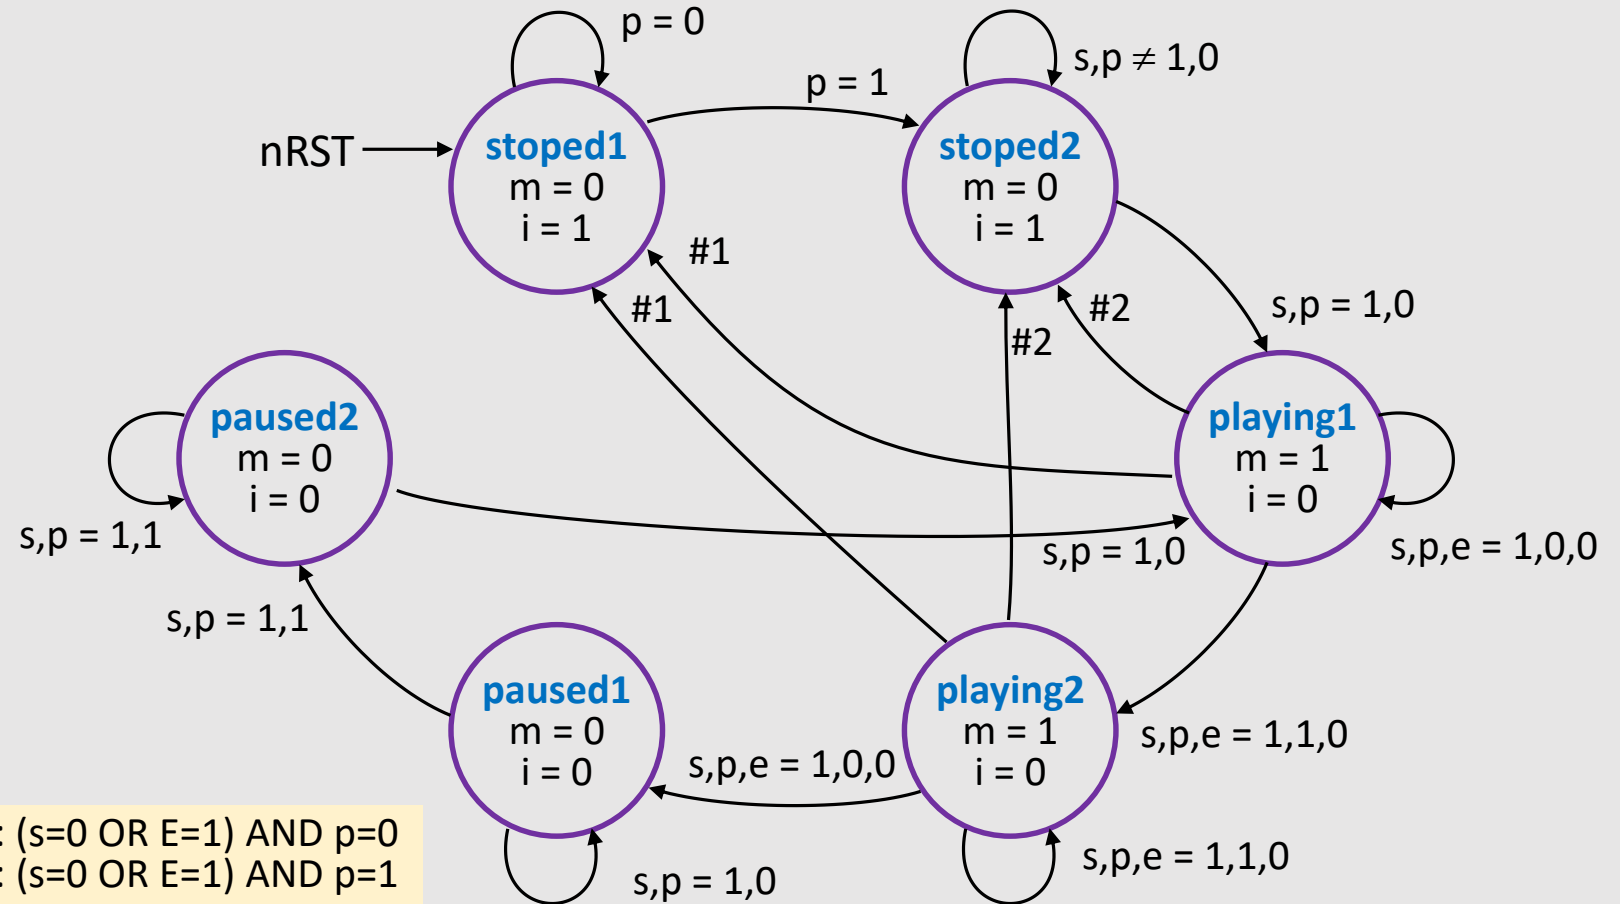 p = 0
s,p ≠ 1,0
p = 1
nRST
stoped1
m = 0
i = 1
stoped2
m = 0
i = 1
#1
#1
#2
#2
s,p = 1,0
paused2
m = 0
i = 0
playing1
m = 1
i = 0
s,p = 1,1
s,p = 1,0
s,p,e = 1,0,0
s,p = 1,1
paused1
m = 0
i = 0
playing2
m = 1
i = 0
s,p,e = 1,1,0
s,p,e = 1,0,0
: (s=0 OR E=1) AND p=0
: (s=0 OR E=1) AND p=1
s,p = 1,0
s,p,e = 1,1,0